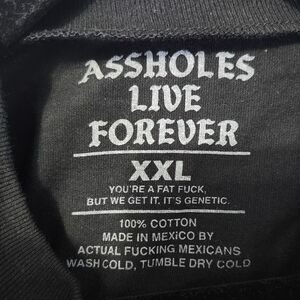 ASSHOLES
LIVE
FOREVER
XXL
YOU'RE A FAT FUCK,
BUT WE GET IT, IT'S GENETIC.
100% COTTON
MADE IN MEXICO BY
ACTUAL FUCKING MEXICANS
WASH COLD, TUMBLE DRY COLD